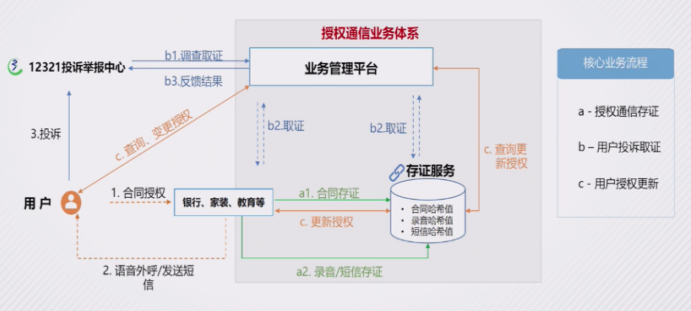 授权通信业务体系
b1.调查取证
12321投诉举报中心
业务管理平台
b3.反馈结果
核心业务流程
a - 授权通信存证
b – 用户投诉取证
c - 用户授权更新
3.投诉
c. 查询、变更授权
b2.取证
b2.取证
c. 查询更
新授权
存证服务
用 户
1. 合同授权
银行、家装、教育等
a1. 合同存证
c. 更新授权
• 合同哈希值
• 录音哈希值
• 短信哈希值
2. 语音外呼/发送短
信
a2. 录音/短信存证